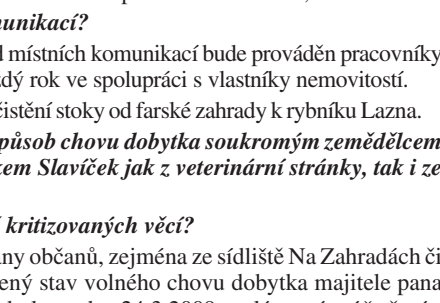 munikací?
d místních komunikací bude prováděn pracovníky
dý rok ve spolupráci s vlastníky nemovitostí.
čistění stoky od farské zahrady k rybníku Lazna.
působ chovu dobytka soukromým zemědělcem
kem Slavíček jak z veterinární stránky, tak i ze
kritizovaných věcí?
any občanů, zejména ze sídliště Na Zahradách či
ený stav volného chovu dobytka majitele pana